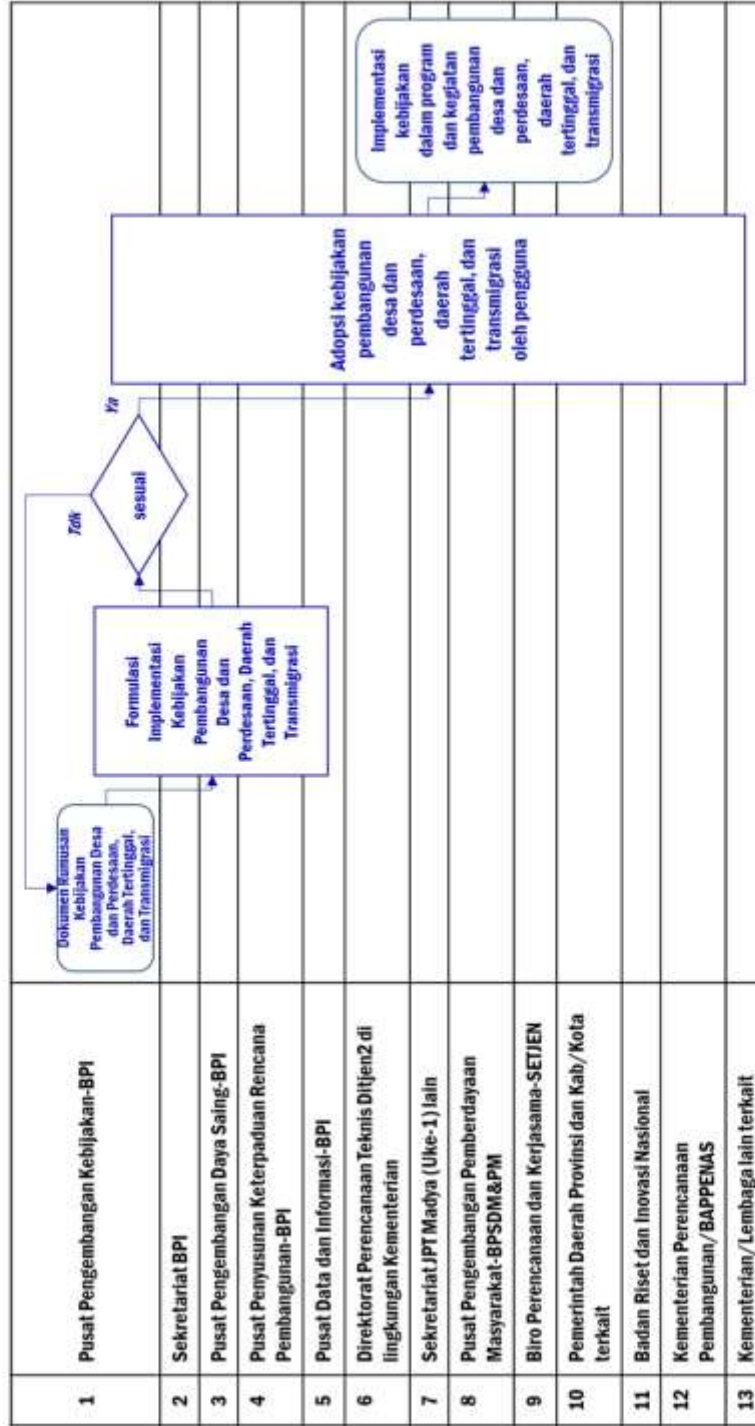 1
Pusat Pengembangan Kebijakan-BPI
2
Sekretariat BPI
3
Pusat Pengembangan Daya Saing-BPI
4
Pusat Penyusunan Keterpaduan Rencana
Pembangunan-BPI
5
Pusat Data dan Informasi-BPI
6
Direktorat Perencanaan Teknis Ditjen2 di
lingkungan Kementerian
7
Sekretariat JPT Madya (Uke-1) lain
8
Pusat Pengembangan Pemberdayaan
Masyarakat-BPSDM&PM
9
Biro Perencanaan dan Kerjasama-SETJEN
10
Pemerintah Daerah Provinsi dan Kab/Kota
terkait
11
Badan Riset dan Inovasi Nasional
12
Kementerian Perencanaan
Pembangunan/BAPPENAS
13
Kementerian/Lembaga lain terkait
Dokumen Rumusan
Kebijakan
Pembangunan Desa
dan Perdesaan,
Daerah Tertinggal,
dan Transmigrasi
Formulasi
Implementasi
Kebijakan
Pembangunan
Desa dan
Perdesaan, Daerah
Tertinggal, dan
Transmigrasi
Tdk
sesuai
Ya
Adopsi kebijakan
pembangunan
desa dan
perdesaan,
daerah
tertinggal, dan
transmigrasi
oleh pengguna
Implementasi
kebijakan
dalam program
dan kegiatan
pembangunan
desa dan
perdesaan,
daerah
tertinggal, dan
transmigrasi